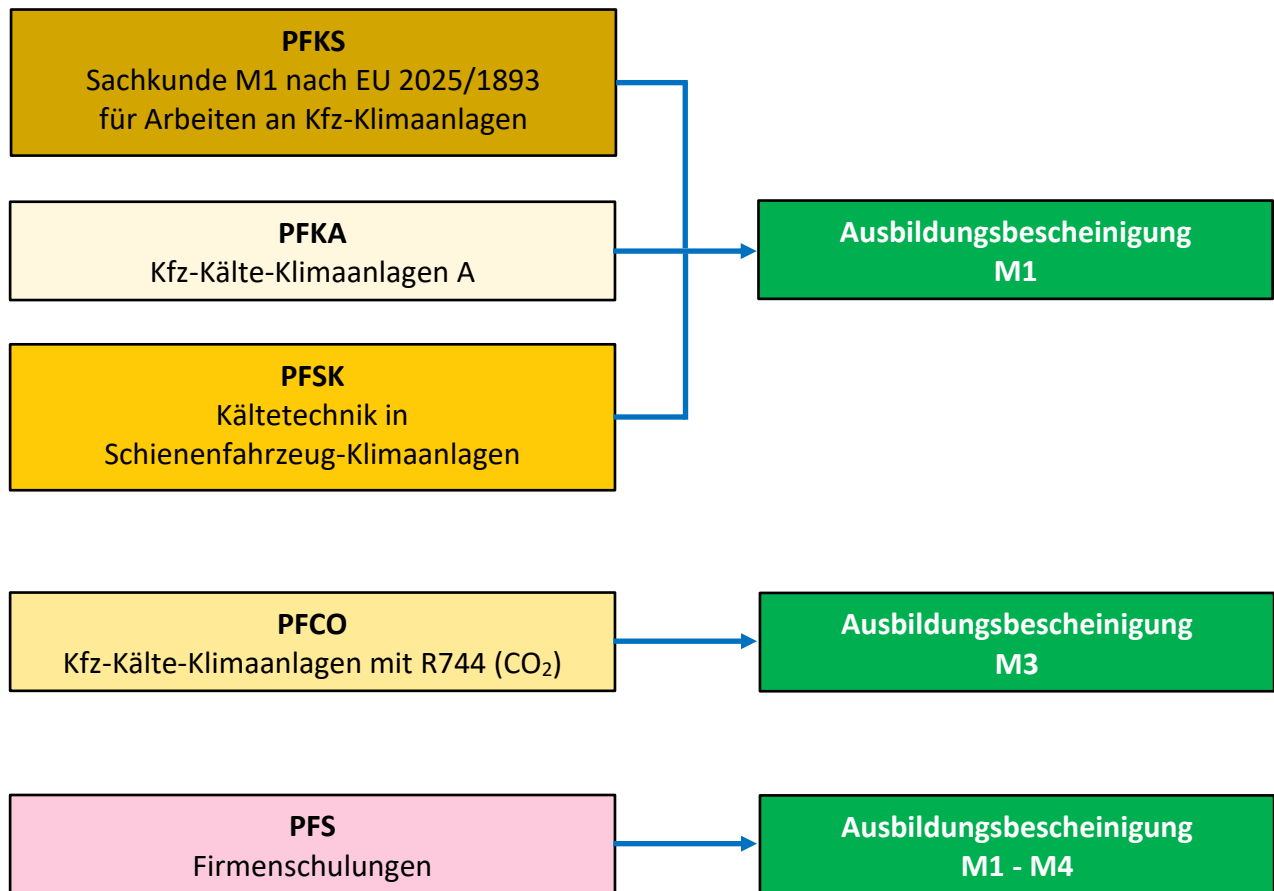 PFKS
Sachkunde M1 nach EU 2025/1893
für Arbeiten an Kfz-Klimaanlagen
PFKA
Kfz-Kälte-Klimaanlagen A
Ausbildungsbescheinigung
M1
PFSK
Kältetechnik in
Schienenfahrzeug-Klimaanlagen
PFCO
Kfz-Kälte-Klimaanlagen mit R744 (CO₂)
Ausbildungsbescheinigung
M3
PFS
Firmenschulungen
Ausbildungsbescheinigung
M1 - M4